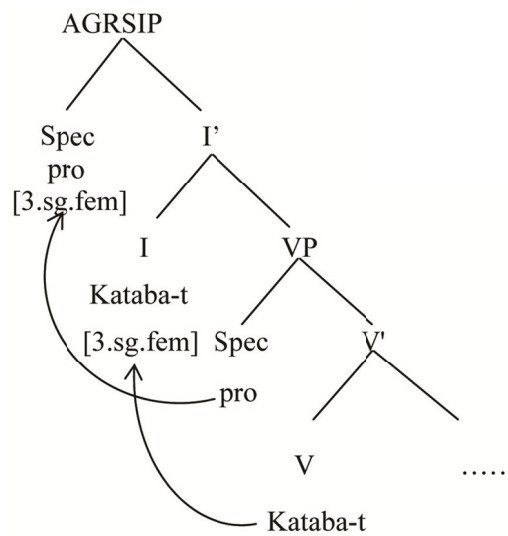 AGRSIP
Spec I’
pro
[3.sg.fem]
I VP
Kataba-t
[3.sg.fem] Spec V'
pro
V .....
Kataba-t